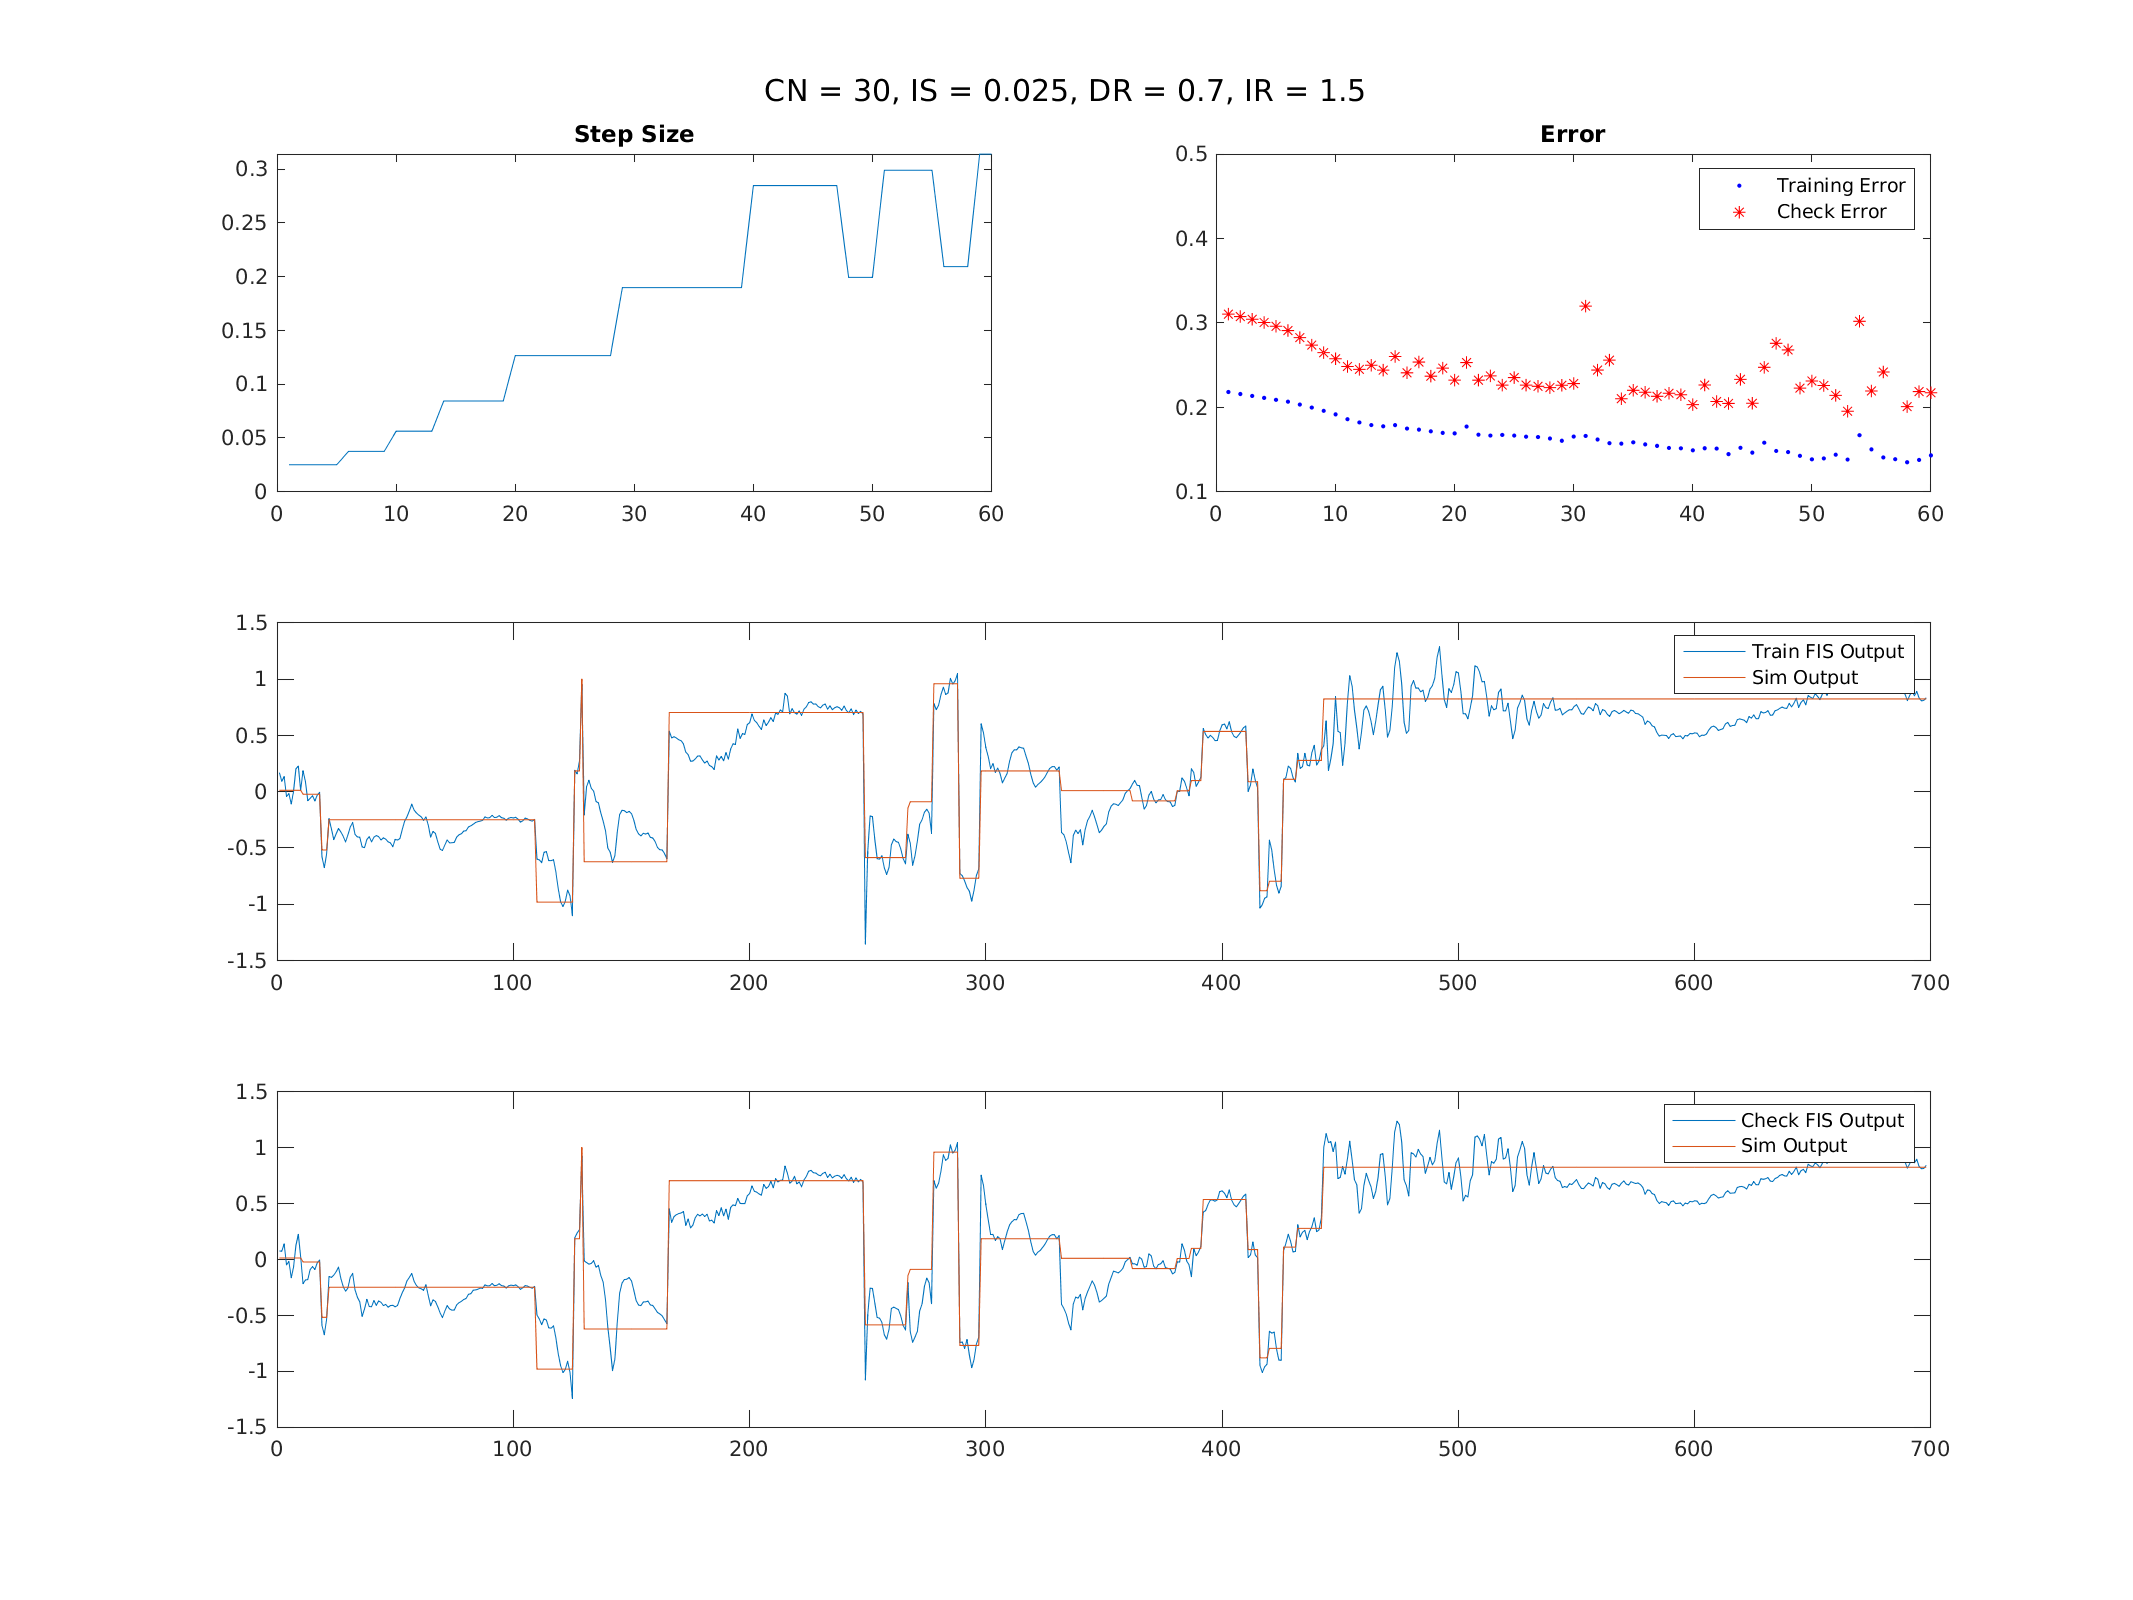 CN = 30, IS = 0.025, DR = 0.7, IR = 1.5
Step Size
0.3
0.25
0.2
0.15
0.1
0.05
0
0 10 20 30 40 50 60
Error
0.5
0.4
0.3
0.2
0.1
0 10 20 30 40 50 60
Training Error
Check Error
1.5
1
0.5
0
-0.5
-1
-1.5
0 100 200 300 400 500 600 700
Train FIS Output
Sim Output
1.5
1
0.5
0
-0.5
-1
-1.5
0 100 200 300 400 500 600 700
Check FIS Output
Sim Output